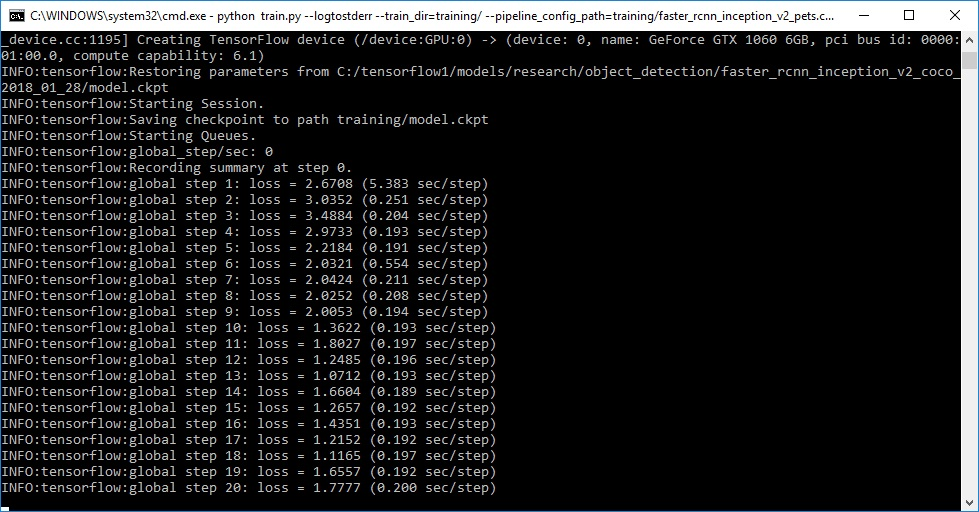 C:\WINDOWS\system32\cmd.exe - python  train.py --logtostderr --train_dir=training/ --pipeline_config_path=training/faster_rcnn_inception_v2_pets.c...
_device.cc:1195] Creating TensorFlow device (/device:GPU:0) -> (device: 0, name: GeForce GTX 1060 6GB, pci bus id: 0000:
01:00.0, compute capability: 6.1)
INFO:tensorflow:Restoring parameters from C:/tensorflow1/models/research/object_detection/faster_rcnn_inception_v2_coco_
2018_01_28/model.ckpt
INFO:tensorflow:Starting Session.
INFO:tensorflow:Saving checkpoint to path training/model.ckpt
INFO:tensorflow:Starting Queues.
INFO:tensorflow:global_step/sec: 0
INFO:tensorflow:Recording summary at step 0.
INFO:tensorflow:global step 1: loss = 2.6708 (5.383 sec/step)
INFO:tensorflow:global step 2: loss = 3.0352 (0.251 sec/step)
INFO:tensorflow:global step 3: loss = 3.4884 (0.204 sec/step)
INFO:tensorflow:global step 4: loss = 2.9733 (0.193 sec/step)
INFO:tensorflow:global step 5: loss = 2.2184 (0.191 sec/step)
INFO:tensorflow:global step 6: loss = 2.0321 (0.554 sec/step)
INFO:tensorflow:global step 7: loss = 2.0424 (0.211 sec/step)
INFO:tensorflow:global step 8: loss = 2.0252 (0.208 sec/step)
INFO:tensorflow:global step 9: loss = 2.0053 (0.194 sec/step)
INFO:tensorflow:global step 10: loss = 1.3622 (0.193 sec/step)
INFO:tensorflow:global step 11: loss = 1.8027 (0.197 sec/step)
INFO:tensorflow:global step 12: loss = 1.2485 (0.196 sec/step)
INFO:tensorflow:global step 13: loss = 1.0712 (0.193 sec/step)
INFO:tensorflow:global step 14: loss = 1.6604 (0.189 sec/step)
INFO:tensorflow:global step 15: loss = 1.2657 (0.192 sec/step)
INFO:tensorflow:global step 16: loss = 1.4351 (0.193 sec/step)
INFO:tensorflow:global step 17: loss = 1.2152 (0.192 sec/step)
INFO:tensorflow:global step 18: loss = 1.1165 (0.197 sec/step)
INFO:tensorflow:global step 19: loss = 1.6557 (0.192 sec/step)
INFO:tensorflow:global step 20: loss = 1.7777 (0.200 sec/step)